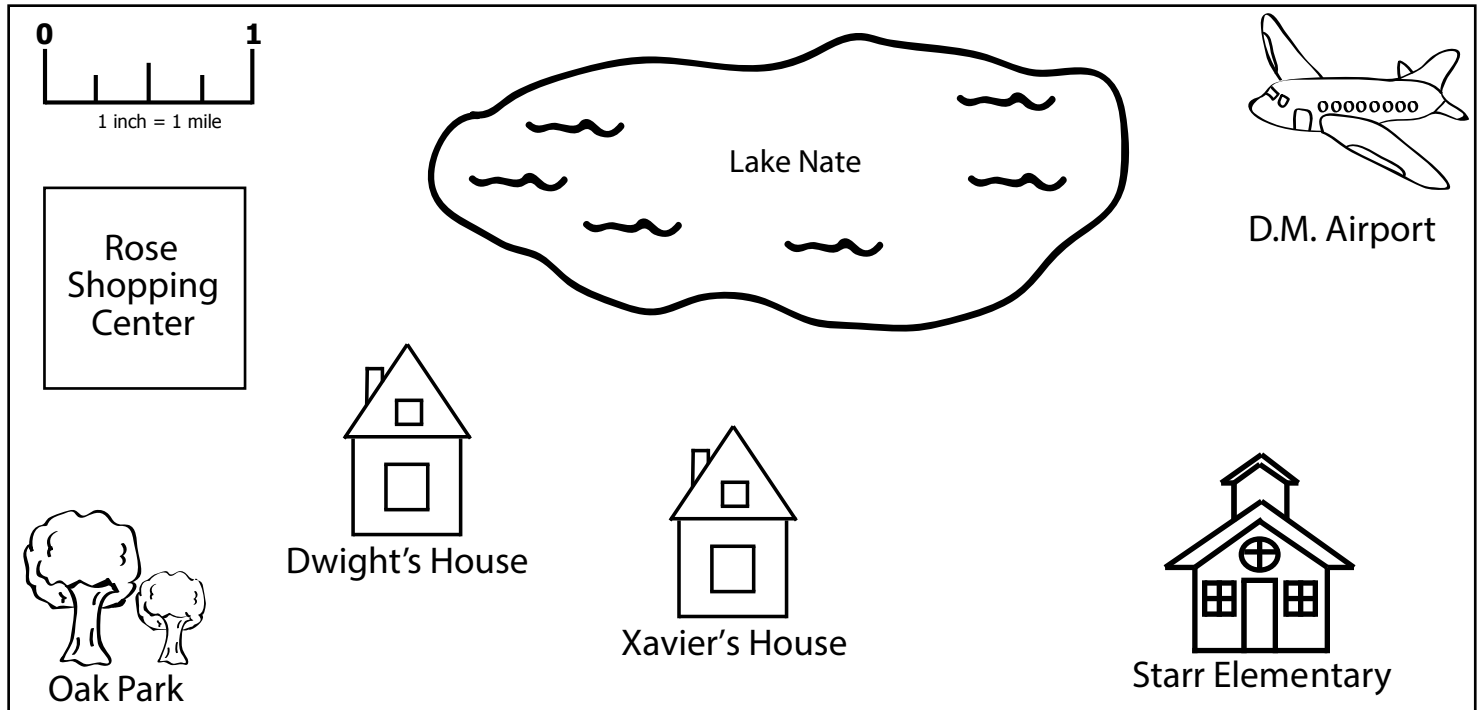 0 1
1 inch = 1 mile
Lake Nate
D.M. Airport
Rose
Shopping
Center
Dwight's House
Xavier's House
Starr Elementary
Oak Park